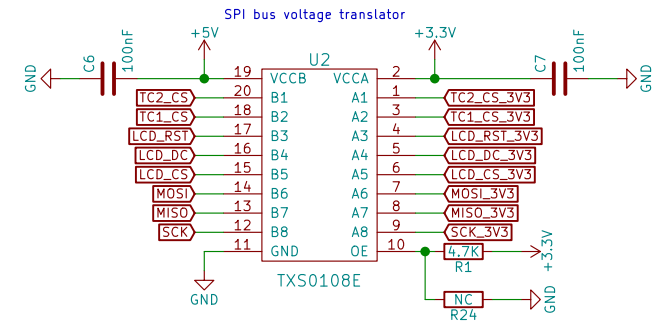 SPI bus voltage translator
+5V
+3.3V
C6
100nF
GND
U2
C7
100nF
GND
19 VCCB VCCA 2
TC2_CS 20 B1 A1 1 TC2_CS_3V3
TC1_CS 18 B2 A2 3 TC1_CS_3V3
LCD_RST 17 B3 A3 4 LCD_RST_3V3
LCD_DC 16 B4 A4 5 LCD_DC_3V3
LCD_CS 15 B5 A5 6 LCD_CS_3V3
MOSI 14 B6 A6 7 MOSI_3V3
MISO 13 B7 A7 8 MISO_3V3
SCK 12 B8 A8 9 SCK_3V3
11 GND OE 10 4.7K
R1
+3.3V
GND
TXS0108E
NC
R24
GND